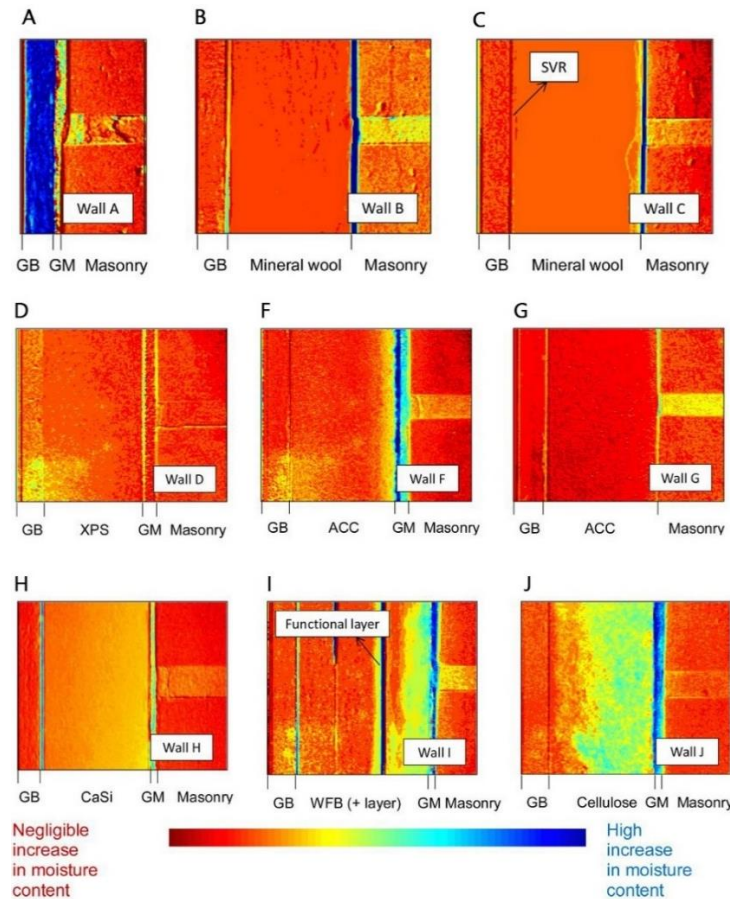 A
B
C
SVR
Wall A
Wall B
Wall C
GB GM Masonry
GB Mineral wool Masonry
GB Mineral wool Masonry
D
F
G
Wall D
Wall F
Wall G
GB XPS GM Masonry
GB ACC GM Masonry
GB ACC Masonry
H
I
J
Functional layer
Wall H
Wall I
Wall J
GB CaSi GM Masonry
GB WFB (+ layer) GM Masonry
GB Cellulose GM Masonry
Negligible
increase
in moisture
content
High
increase
in moisture
content